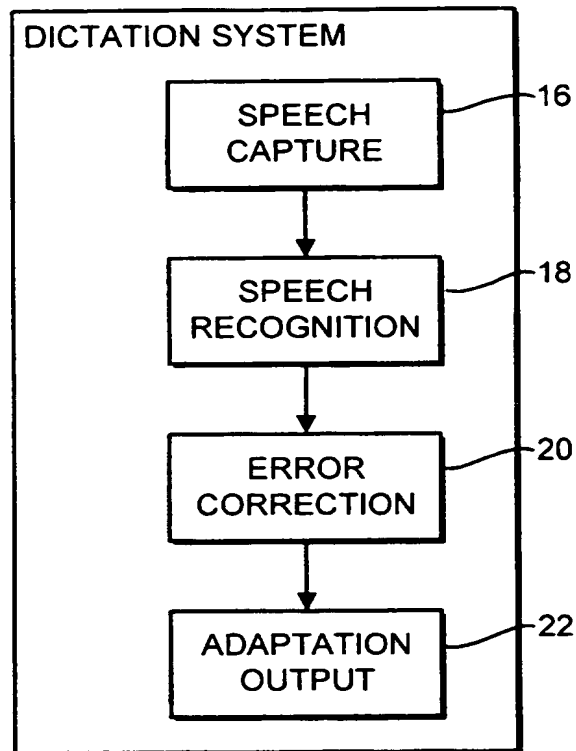 DICTATION SYSTEM
SPEECH
CAPTURE
16
SPEECH
RECOGNITION
18
ERROR
CORRECTION
20
ADAPTATION
OUTPUT
22